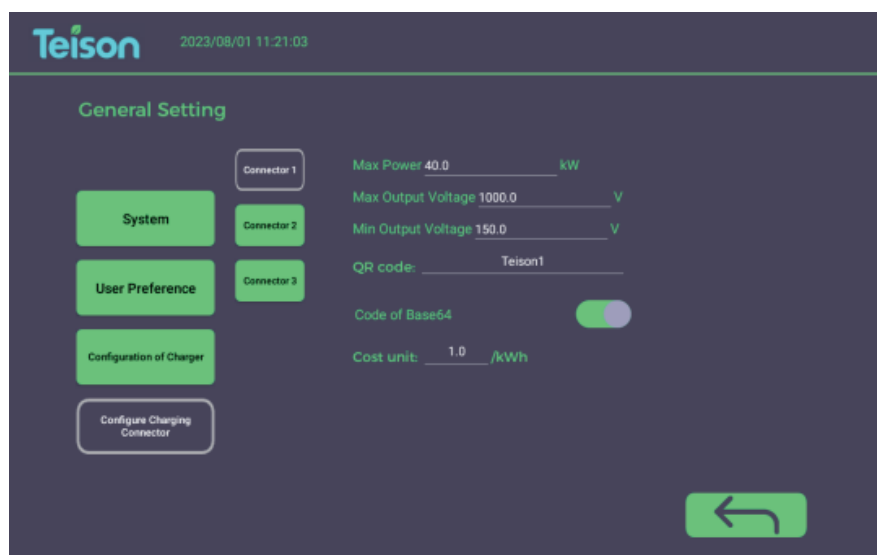 Teison
2023/08/01 11:21:03
General Setting
System
User Preference
Configuration of Charger
Configure Charging
Connector
Connector 1
Connector 2
Connector 3
Max Power 40.0 kW
Max Output Voltage 1000.0 V
Min Output Voltage 150.0 V
QR code: Teison1
Code of Base64
Cost unit: 1.0 /kWh